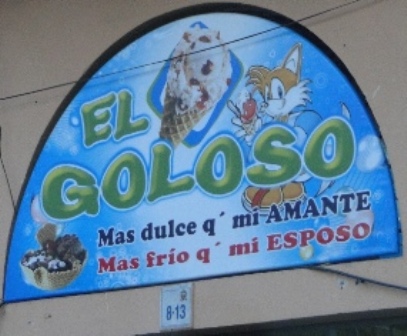 EL
GOLOSO
Mas dulce q´ mi AMANTE
Mas frío q´ mi ESPOSO
8-13